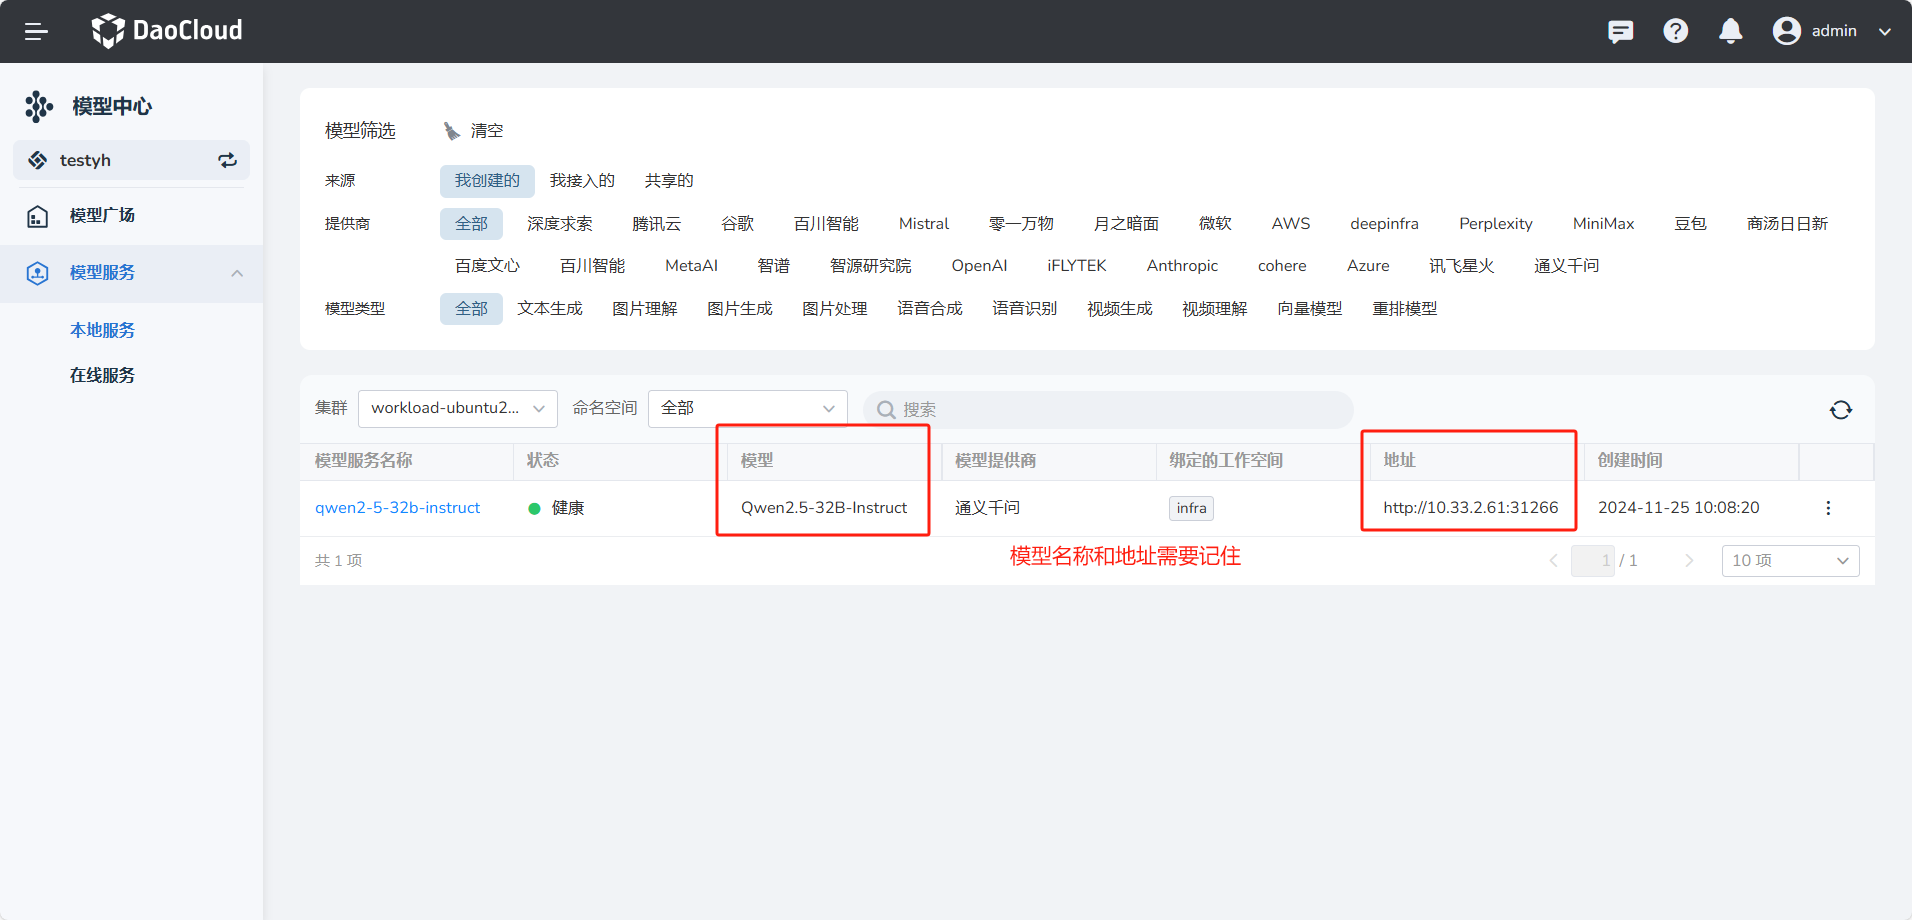 DaoCloud
admin
模型中心
testyh
模型广场
模型服务
本地服务
在线服务
模型筛选 清空
来源 我创建的 我接入的 共享的
提供商 全部 深度求索 腾讯云 谷歌 百川智能 Mistral 零一万物 月之暗面 微软 AWS deepinfra Perplexity MiniMax 豆包 商汤日日新
百度文心 百川智能 MetaAI 智谱 智源研究院 OpenAI iFLYTEK Anthropic cohere Azure 讯飞星火 通义千问
模型类型 全部 文本生成 图片理解 图片生成 图片处理 语音合成 语音识别 视频生成 视频理解 向量模型 重排模型
集群 workload-ubuntu2... 命名空间 全部 搜索
模型服务名称 状态 模型 模型提供商 绑定的工作空间 地址 创建时间
qwen2-5-32b-instruct 健康 Qwen2.5-32B-Instruct 通义千问 infra http://10.33.2.61:31266 2024-11-25 10:08:20
模型名称和地址需要记住
共 1 项 1 / 1 10 项